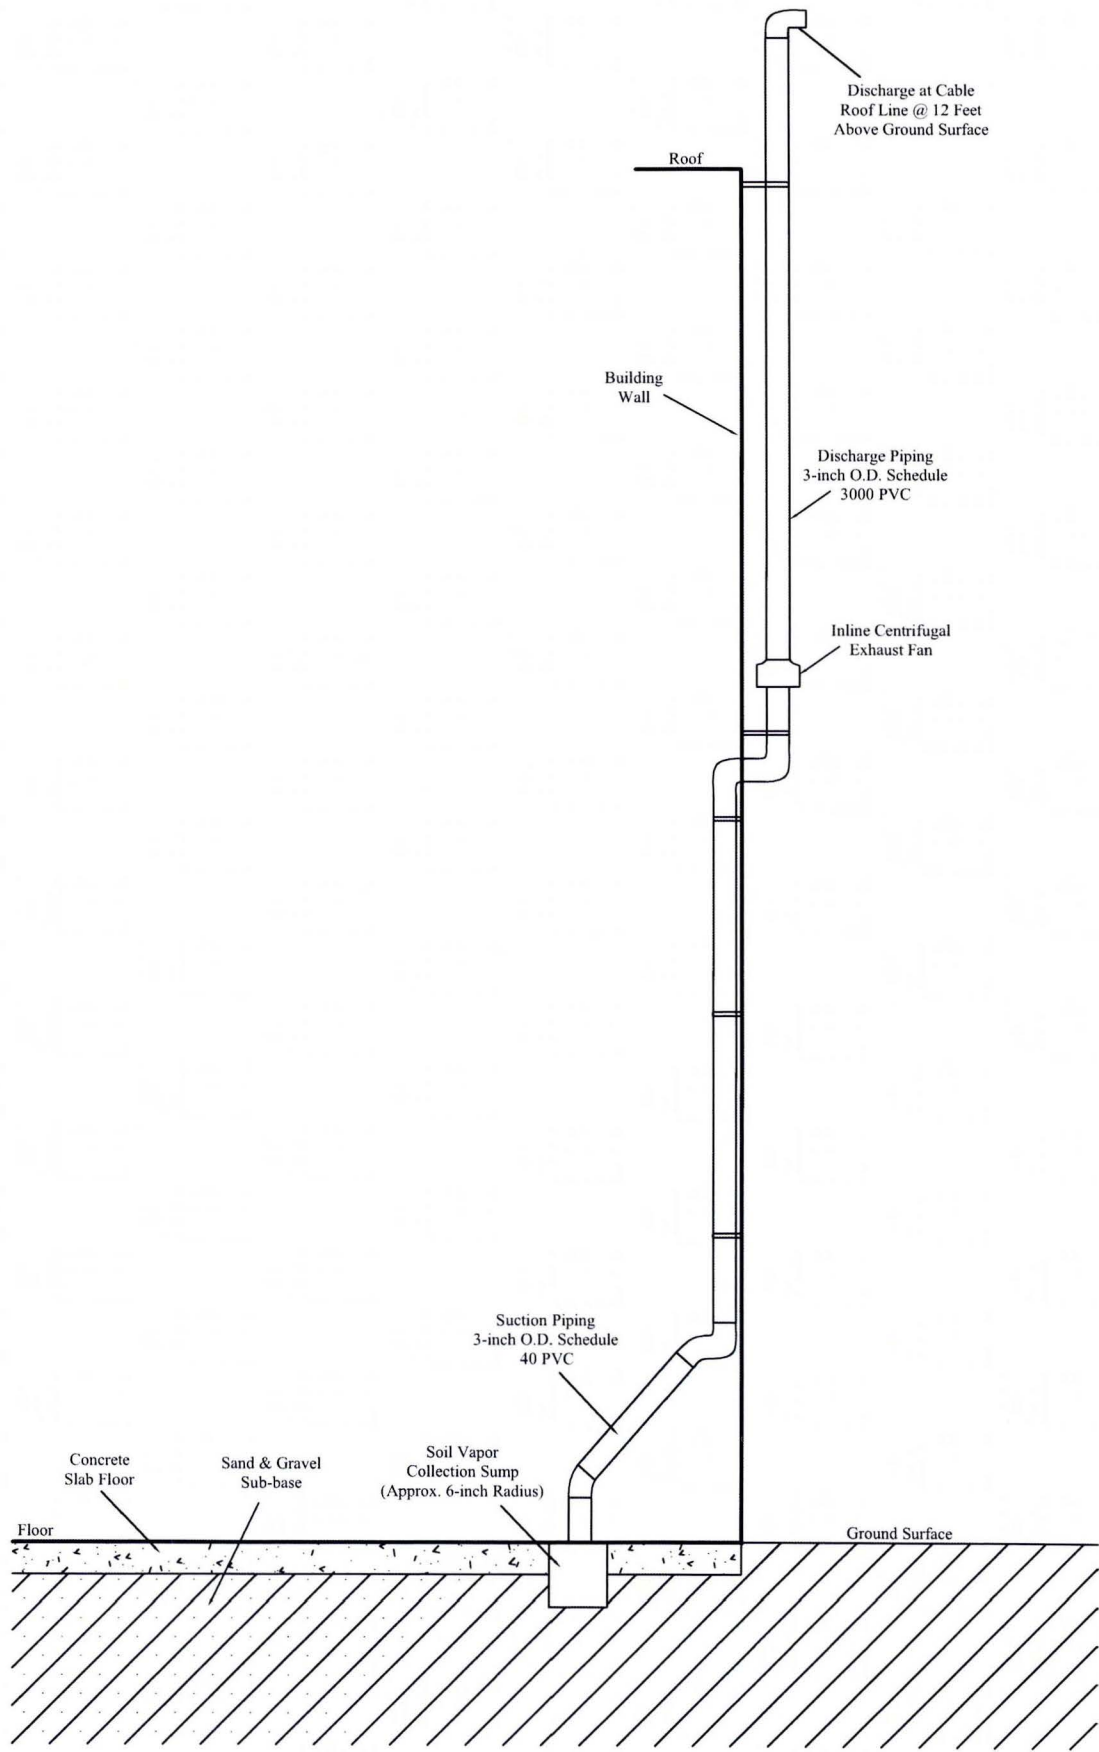 Discharge at Cable
Roof Line @ 12 Feet
Above Ground Surface
Roof
Building
Wall
Discharge Piping
3-inch O.D. Schedule
3000 PVC
Inline Centrifugal
Exhaust Fan
Suction Piping
3-inch O.D. Schedule
40 PVC
Concrete
Slab Floor
Sand & Gravel
Sub-base
Soil Vapor
Collection Sump
(Approx. 6-inch Radius)
Floor
Ground Surface